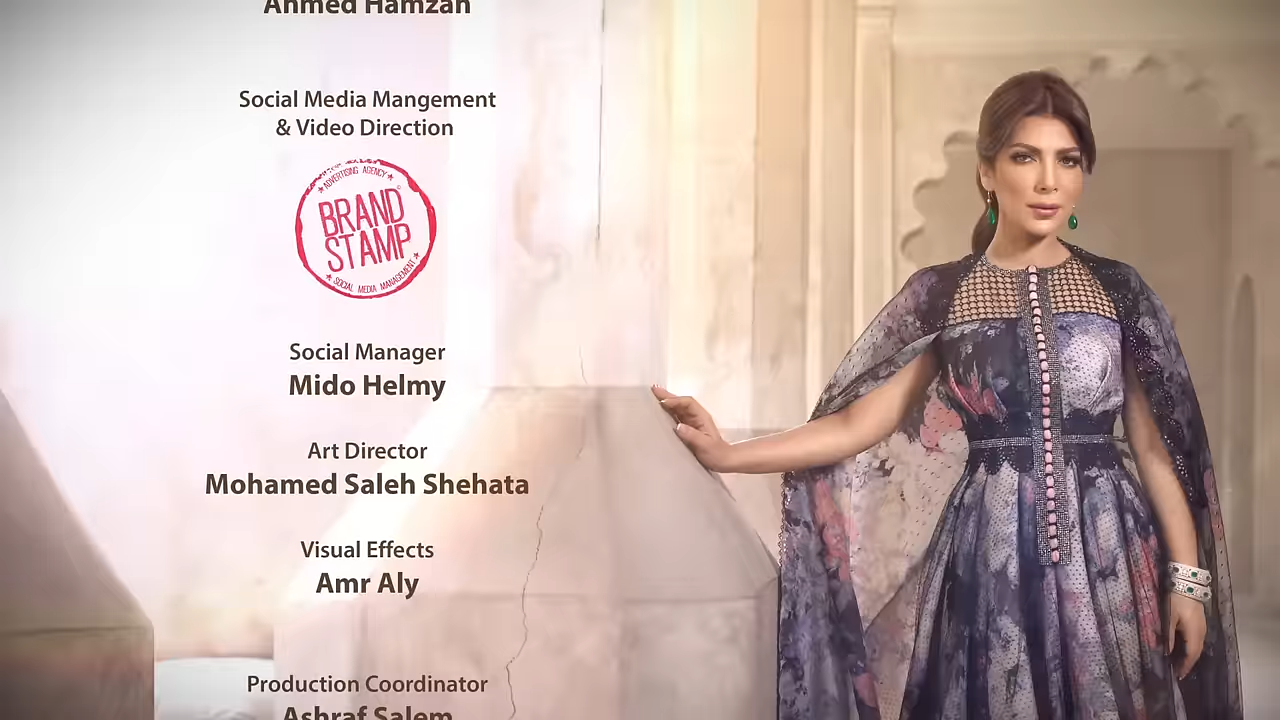 Ahmed Hamzah
Social Media Mangement
& Video Direction
★ ADVERTISING AGENCY ★
BRAND
STAMP
©
★ SOCIAL MEDIA MANAGEMENT ★
Social Manager
Mido Helmy
Art Director
Mohamed Saleh Shehata
Visual Effects
Amr Aly
Production Coordinator
Ashraf Salem